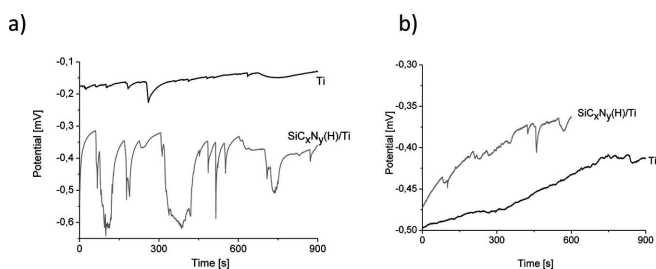 a)
b)
-0,1
-0,2
-0,3
-0,4
-0,5
-0,6
Potential [mV]
Ti
SiCxNy(H)/Ti
0
300
600
900
Time [s]
-0,30
-0,35
-0,40
-0,45
-0,50
Potential [mV]
SiCxNy(H)/Ti
Ti
0
300
600
900
Time [s]